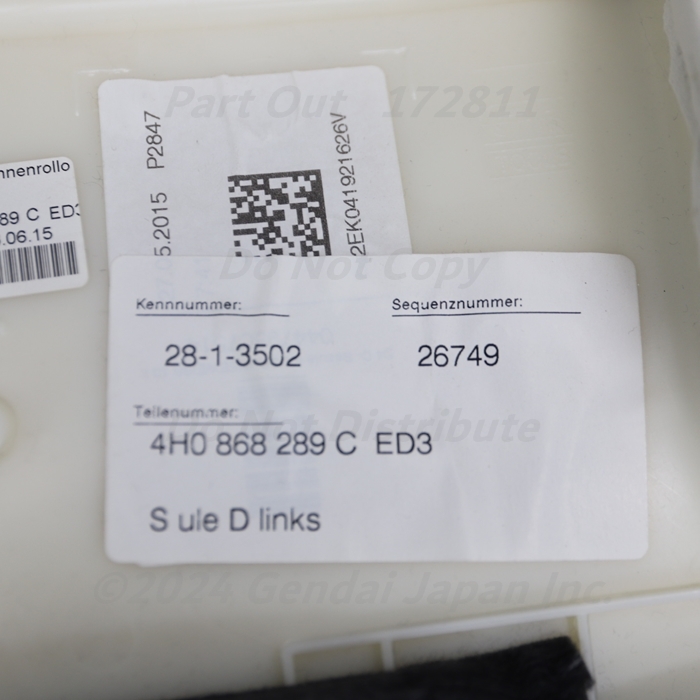 Part Out 172811
P2847
05.2015
2EK041921626V
nnenrollo
89 C ED3
.06.15
Do Not Copy
Kennnummer:
Sequenznummer:
28-1-3502
26749
Teilenummer:
Do Not Distribute
4H0 868 289 C ED3
S ule D links
©2024 Gendai Japan Inc.